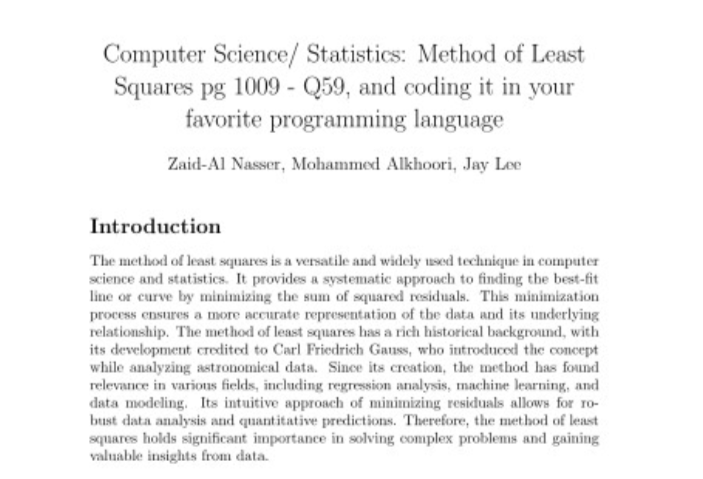 Computer Science/ Statistics: Method of Least
Squares pg 1009 - Q59, and coding it in your
favorite programming language
Zaid-Al Nasser, Mohammed Alkhoori, Jay Lee
Introduction
The method of least squares is a versatile and widely used technique in computer
science and statistics. It provides a systematic approach to finding the best-fit
line or curve by minimizing the sum of squared residuals. This minimization
process ensures a more accurate representation of the data and its underlying
relationship. The method of least squares has a rich historical background, with
its development credited to Carl Friedrich Gauss, who introduced the concept
while analyzing astronomical data. Since its creation, the method has found
relevance in various fields, including regression analysis, machine learning, and
data modeling. Its intuitive approach of minimizing residuals allows for ro-
bust data analysis and quantitative predictions. Therefore, the method of least
squares holds significant importance in solving complex problems and gaining
valuable insights from data.